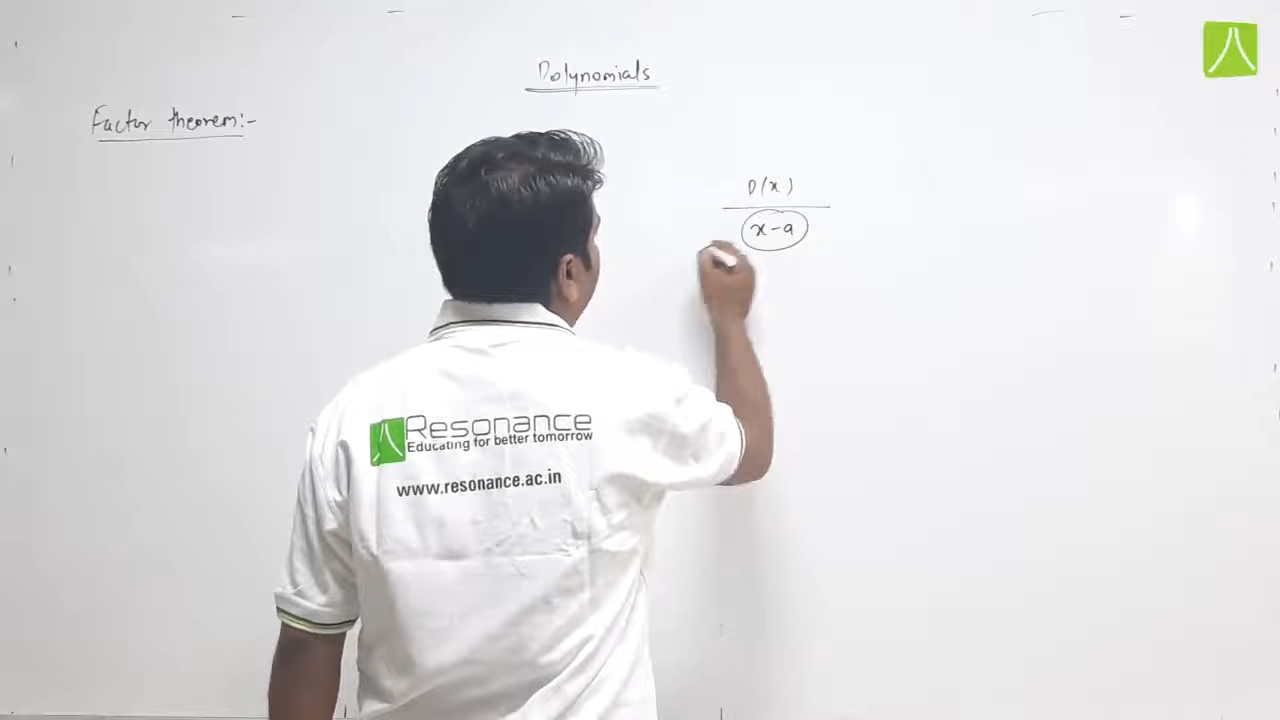 Polynomials
Factor theorem:-
P(x)
x-a
Resonance
Educating for better tomorrow
www.resonance.ac.in